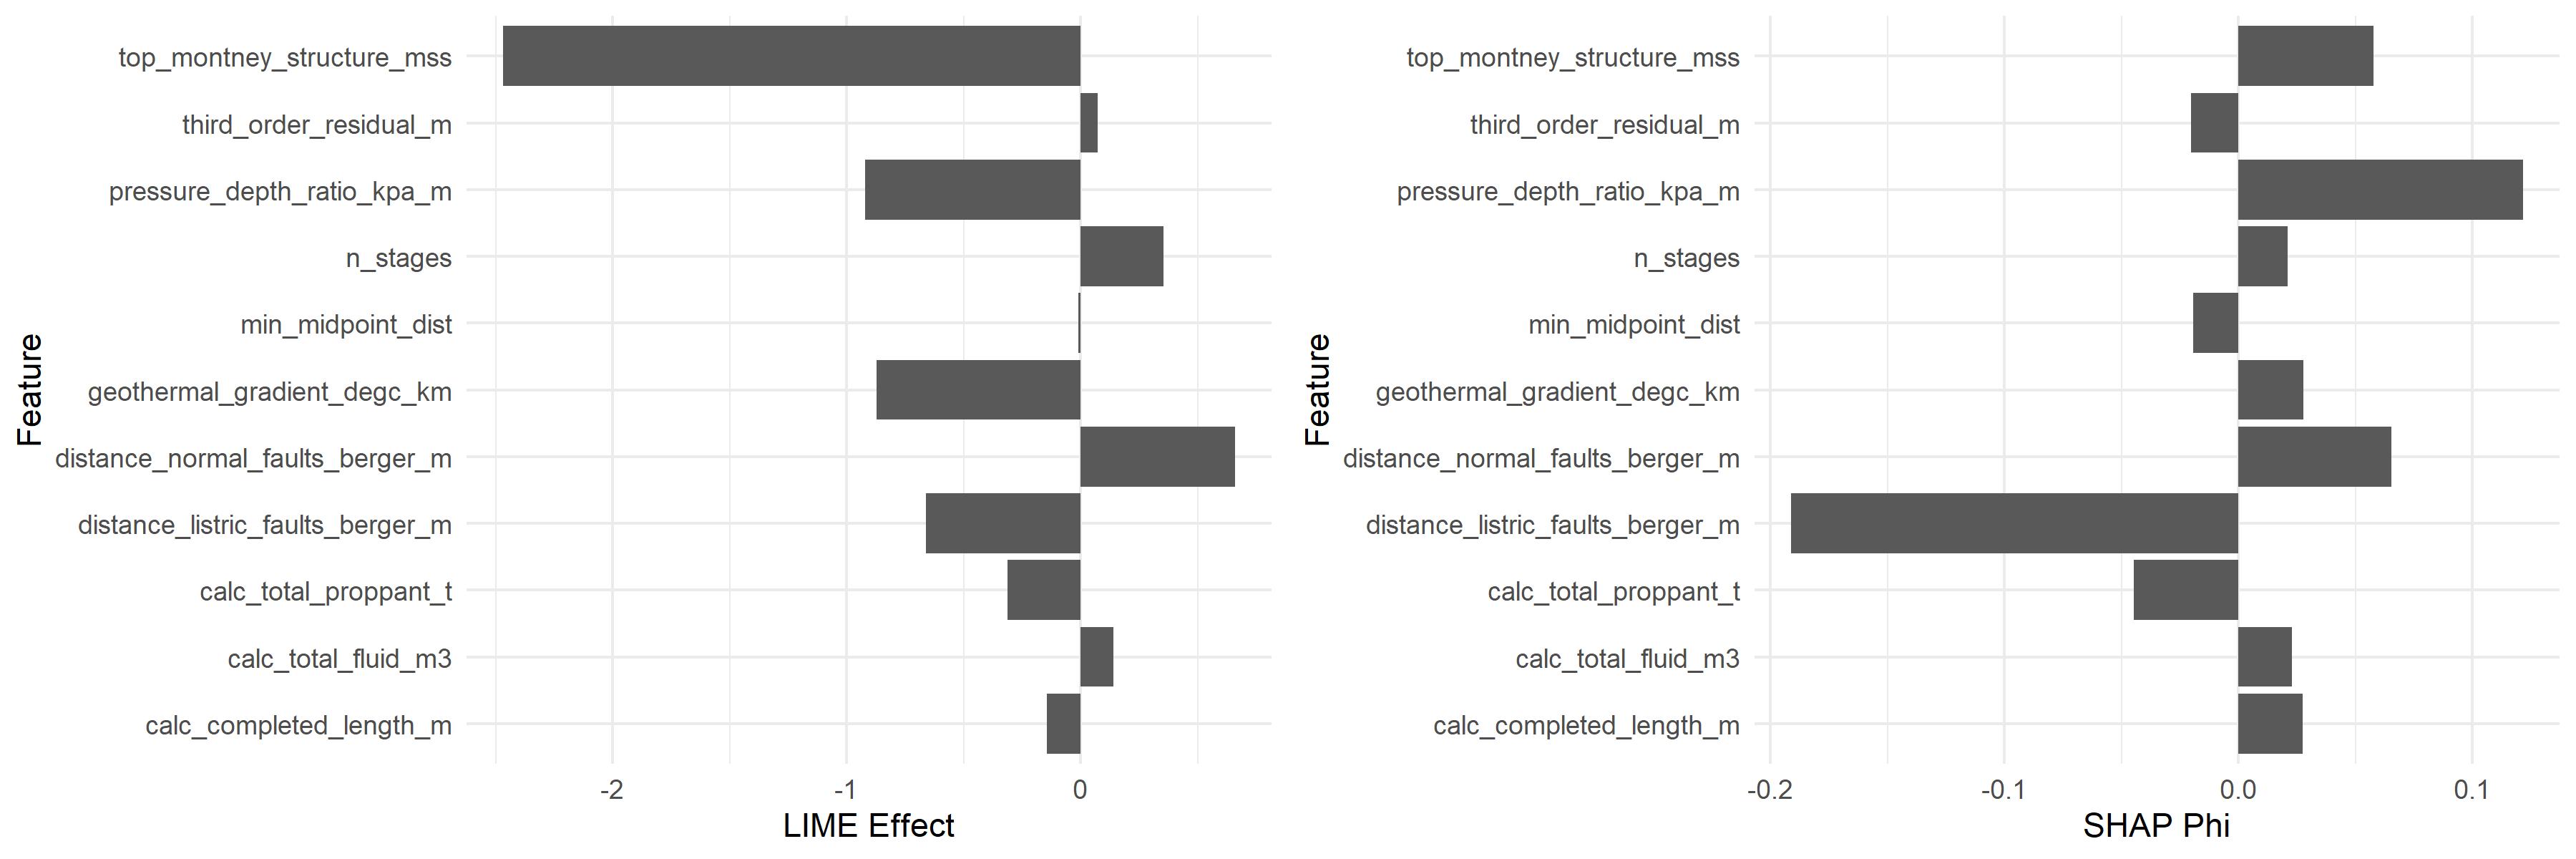 Feature
top_montney_structure_mss
third_order_residual_m
pressure_depth_ratio_kpa_m
n_stages
min_midpoint_dist
geothermal_gradient_degc_km
distance_normal_faults_berger_m
distance_listric_faults_berger_m
calc_total_proppant_t
calc_total_fluid_m3
calc_completed_length_m
-2 -1 0
LIME Effect
Feature
top_montney_structure_mss
third_order_residual_m
pressure_depth_ratio_kpa_m
n_stages
min_midpoint_dist
geothermal_gradient_degc_km
distance_normal_faults_berger_m
distance_listric_faults_berger_m
calc_total_proppant_t
calc_total_fluid_m3
calc_completed_length_m
-0.2 -0.1 0.0 0.1
SHAP Phi